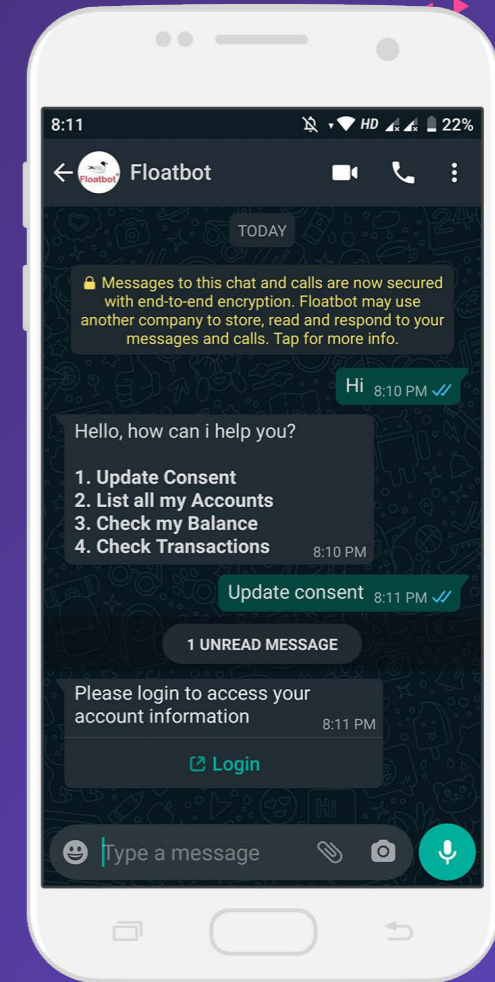 8:11
HD
22%
Floatbot
Floatbot
TODAY
Messages to this chat and calls are now secured
with end-to-end encryption. Floatbot may use
another company to store, read and respond to your
messages and calls. Tap for more info.
Hi 8:10 PM
Hello, how can i help you?
1. Update Consent
2. List all my Accounts
3. Check my Balance
4. Check Transactions
8:10 PM
Update consent 8:11 PM
1 UNREAD MESSAGE
Please login to access your
account information
8:11 PM
Login
Type a message